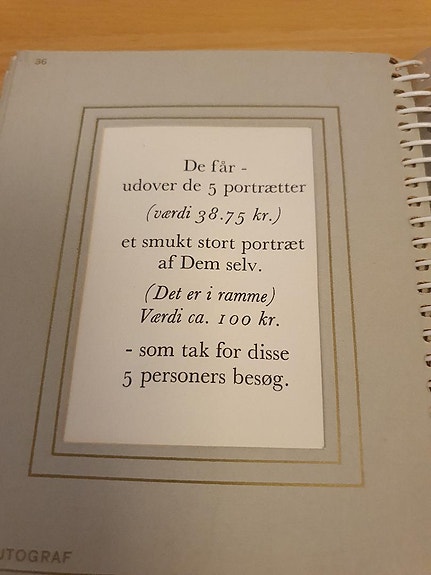 36
De får -
udover de 5 portrætter
(værdi 38.75 kr.)
et smukt stort portræt
af Dem selv.
(Det er i ramme)
Værdi ca. 100 kr.
- som tak for disse
5 personers besøg.
UTOGRAF